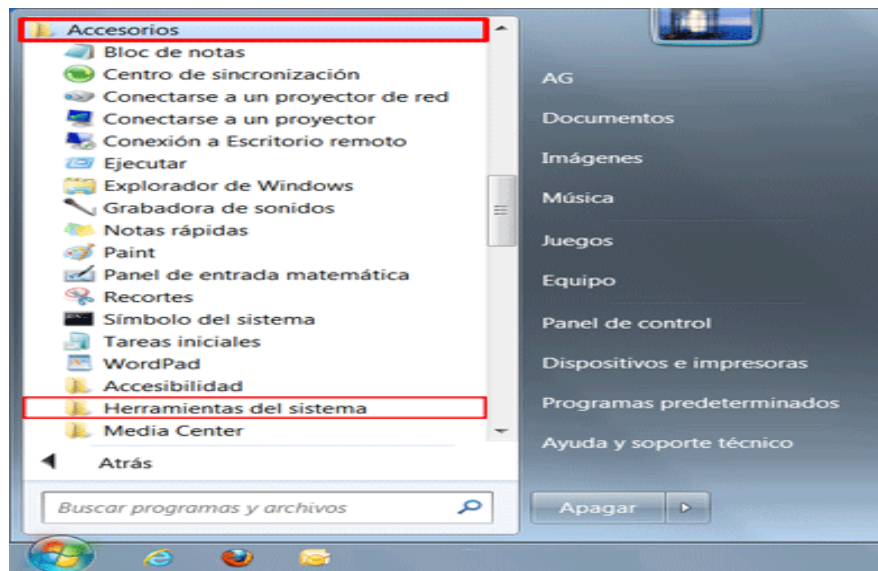 Accesorios
Bloc de notas
Centro de sincronización
Conectarse a un proyector de red
Conectarse a un proyector
Conexión a Escritorio remoto
Ejecutar
Explorador de Windows
Grabadora de sonidos
Notas rápidas
Paint
Panel de entrada matemática
Recortes
Símbolo del sistema
Tareas iniciales
WordPad
Accesibilidad
Herramientas del sistema
Media Center
Atrás
Buscar programas y archivos
AG
Documentos
Imágenes
Música
Juegos
Equipo
Panel de control
Dispositivos e impresoras
Programas predeterminados
Ayuda y soporte técnico
Apagar